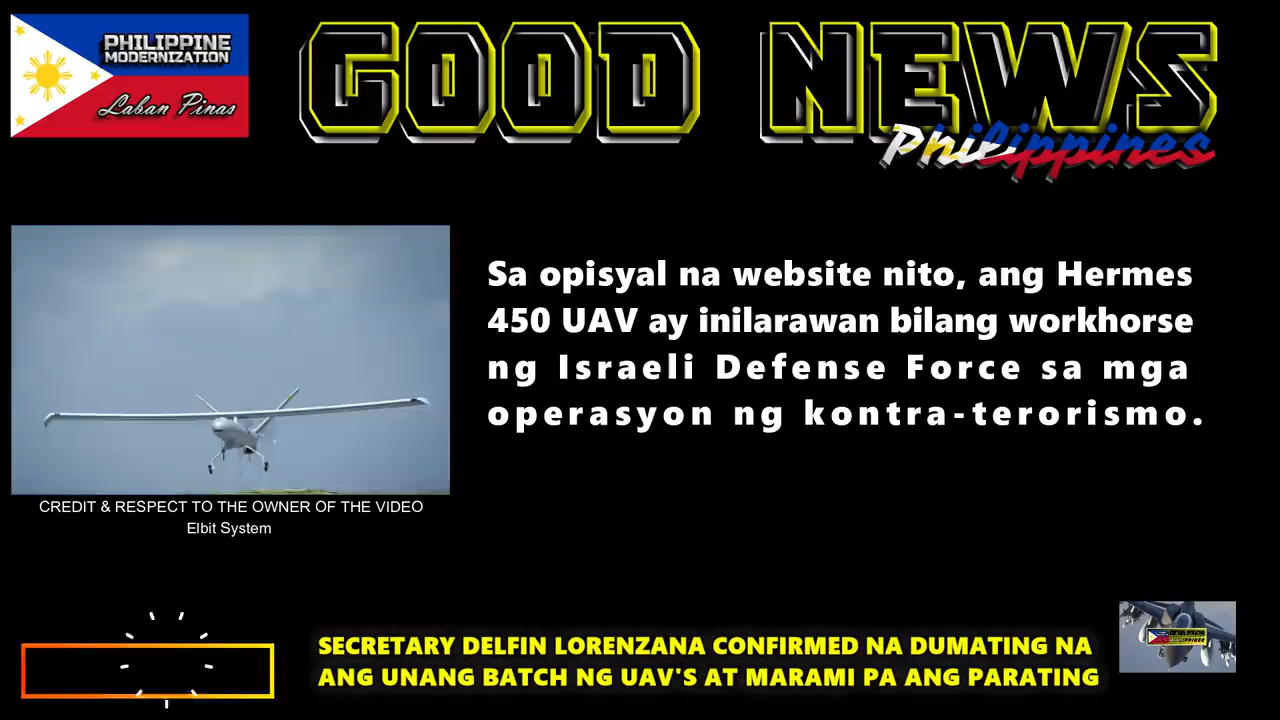 PHILIPPINE
MODERNIZATION
Laban Pinas
GOOD NEWS
Philippines
Sa opisyal na website nito, ang Hermes
450 UAV ay inilarawan bilang workhorse
ng Israeli Defense Force sa mga
operasyon ng kontra-terorismo.
CREDIT & RESPECT TO THE OWNER OF THE VIDEO
Elbit System
SECRETARY DELFIN LORENZANA CONFIRMED NA DUMATING NA
ANG UNANG BATCH NG UAV'S AT MARAMI PA ANG PARATING